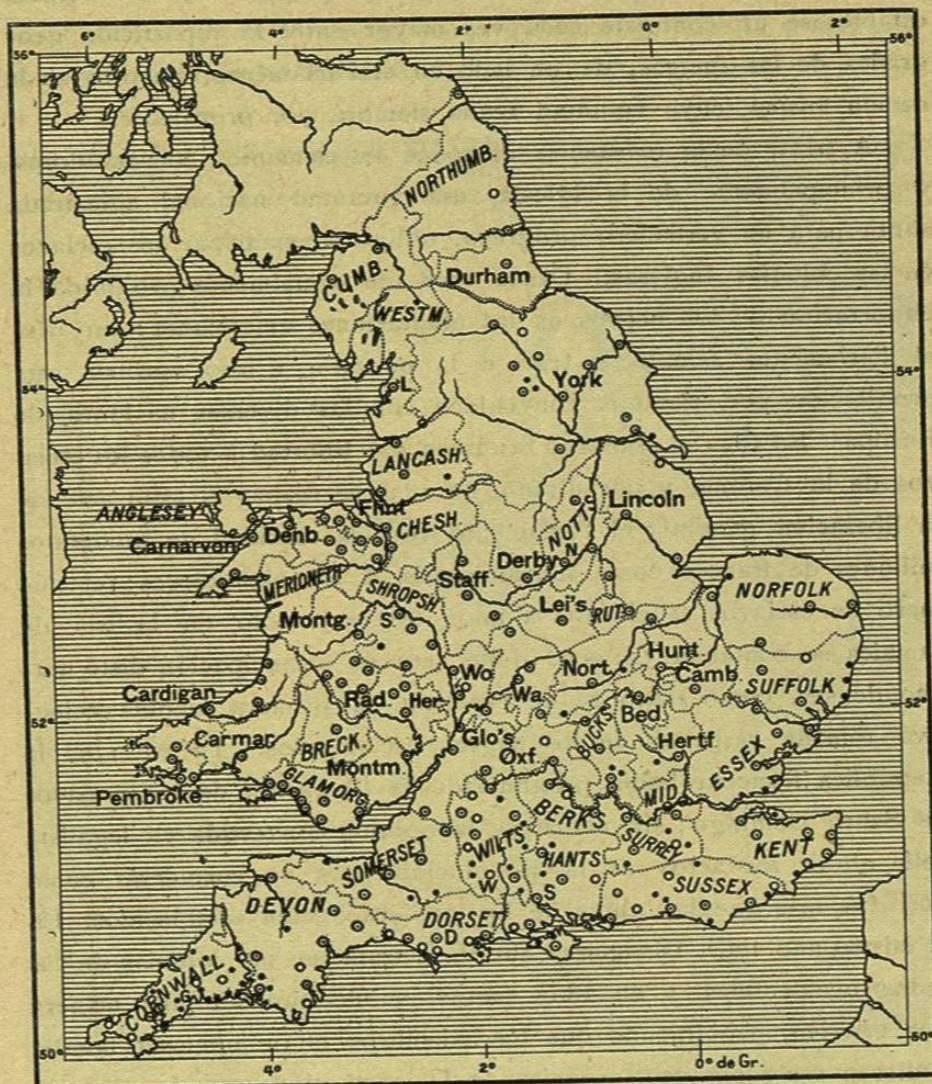 6° 4° 2° 0 2°
56° 56°
NORTHUMB.
CUMB.
Durham
WESTM.
54° L York 54°
LANCASH.
ANGLESEY Flint CHESH. NOTT Lincoln
Carnarvon Denb. Derby N
MERIONETH Staff
SHROPSH. Lei's RUT. NORFOLK
Montg. S
Hunt.
Cardigan Rad. Her. Wo Wa Nort. Camb. SUFFOLK
52° Bed. 52°
Carmar. BRECK. Glo's Oxf. BUCKS Hertf ESSEX
Montm.
Pembroke GLAMORG. MID
BERKS
SOMERSET WILTS HANTS SURREY KENT
W S SUSSEX
DEVON DORSET
D
CORNWALL
50° 50°
4° 2° 0° de Gr.